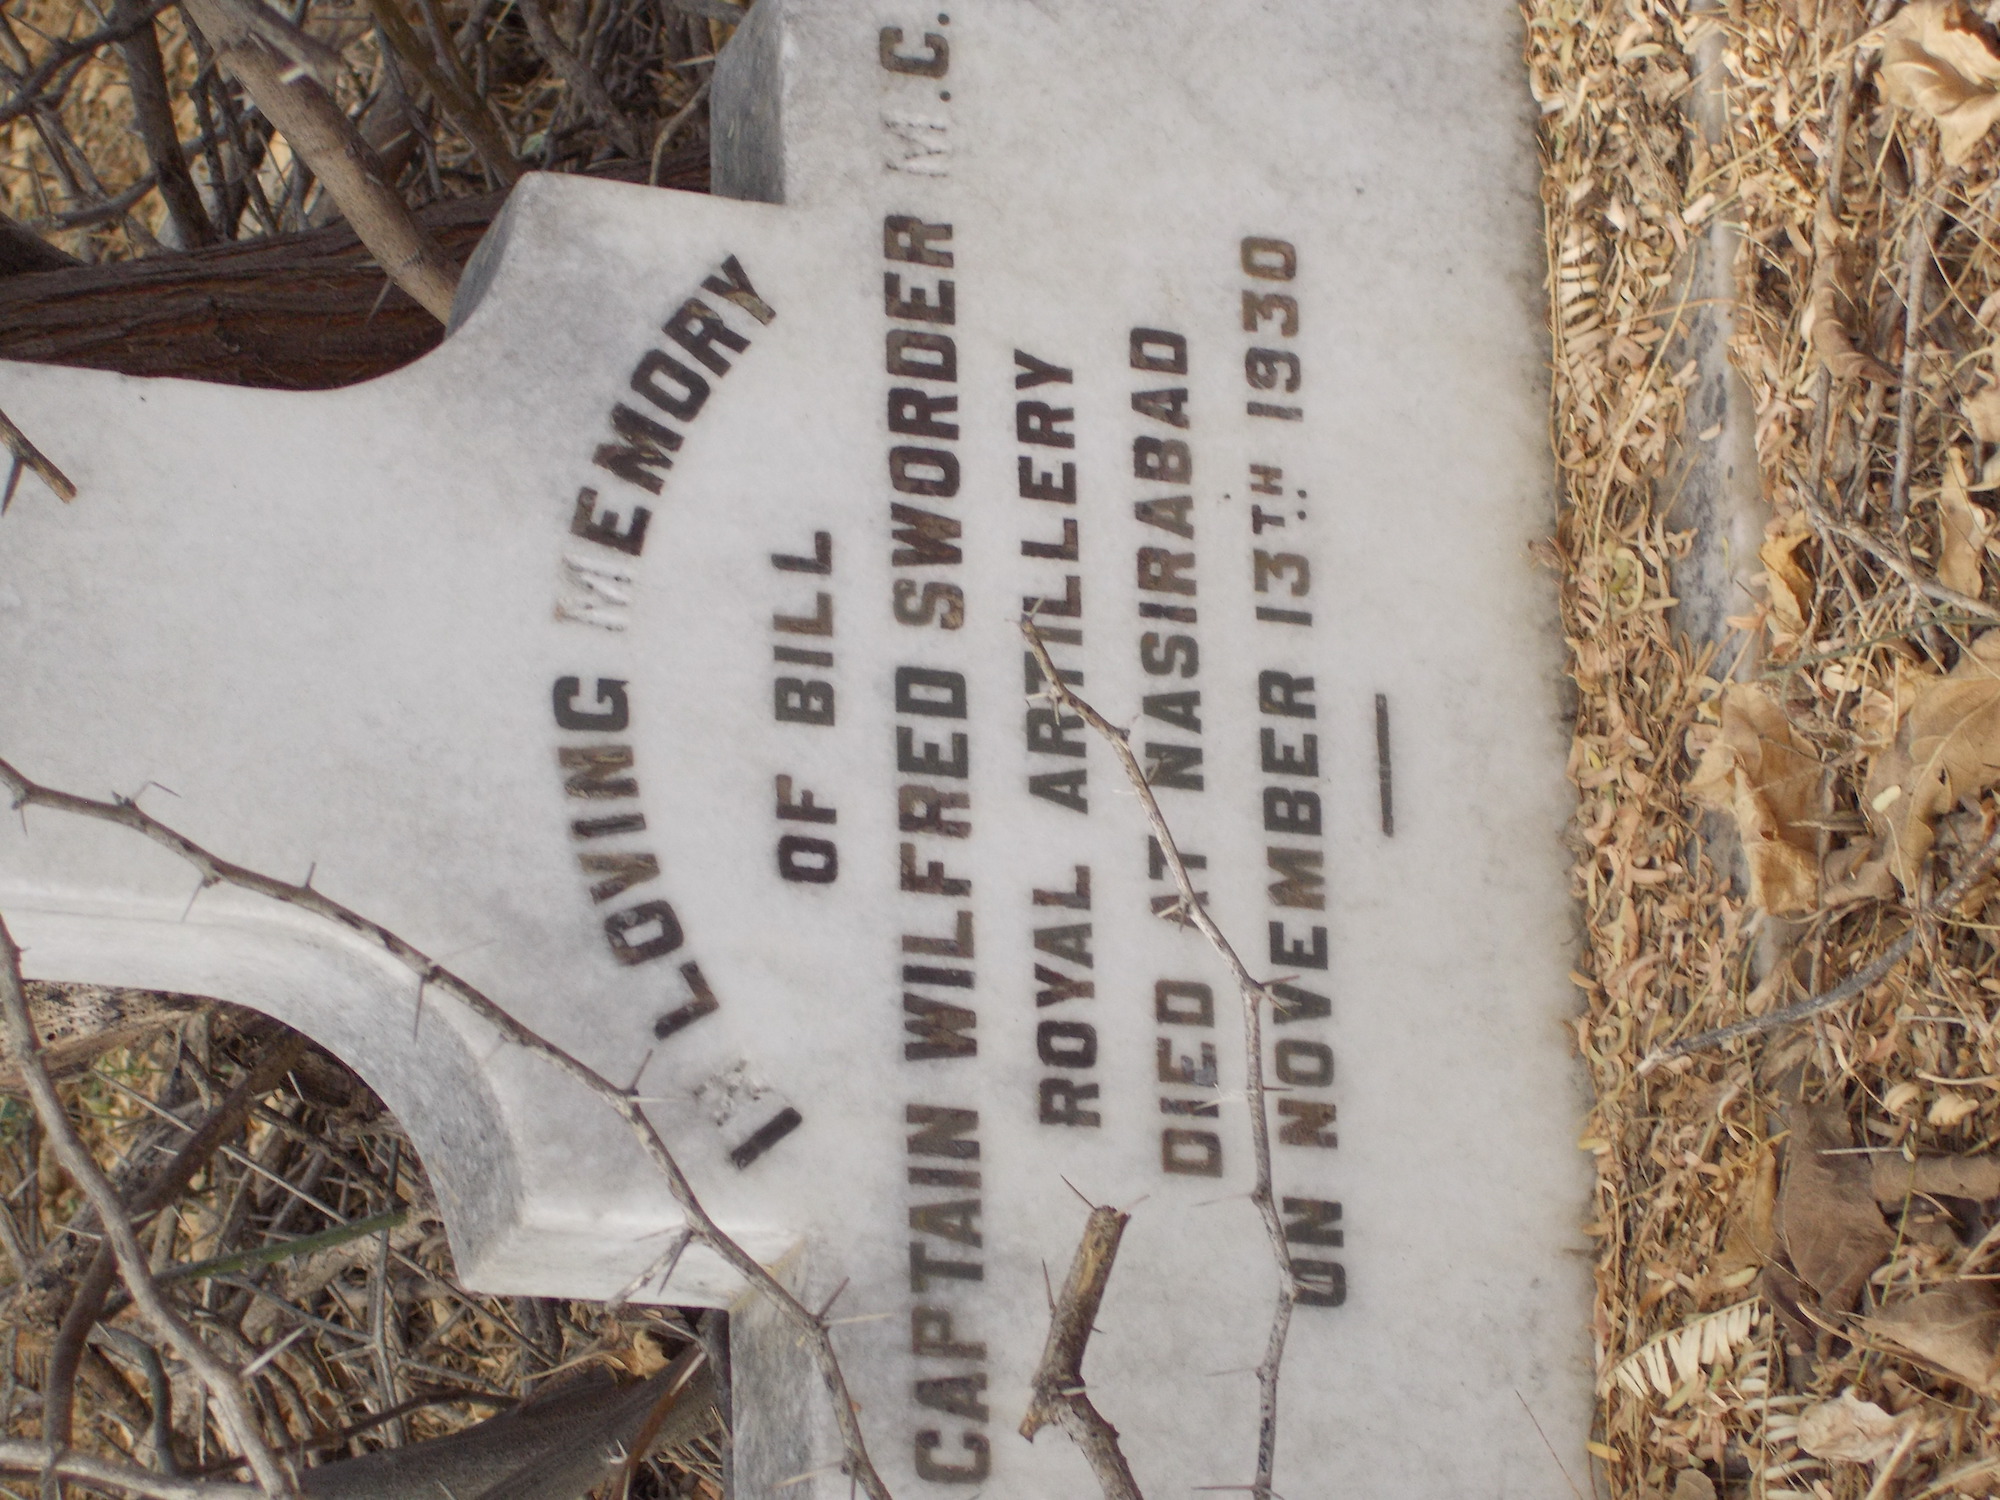 IN LOVING MEMORY
OF BILL
CAPTAIN WILFRED SWORDER M.C.
ROYAL ARTILLERY
DIED AT NASIRABAD
ON NOVEMBER 13TH 1930